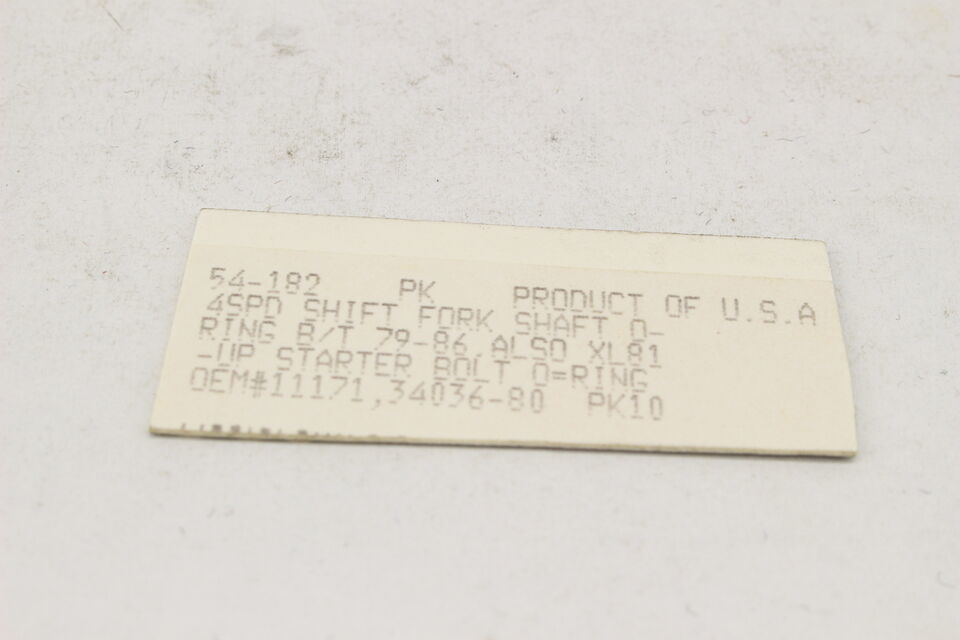 54-182 PK PRODUCT OF U.S.A
4SPD SHIFT FORK SHAFT O-
RING B/T 79-86 ALSO XL81
-UP STARTER BOLT O=RING
OEM#11171,34036-80 PK10